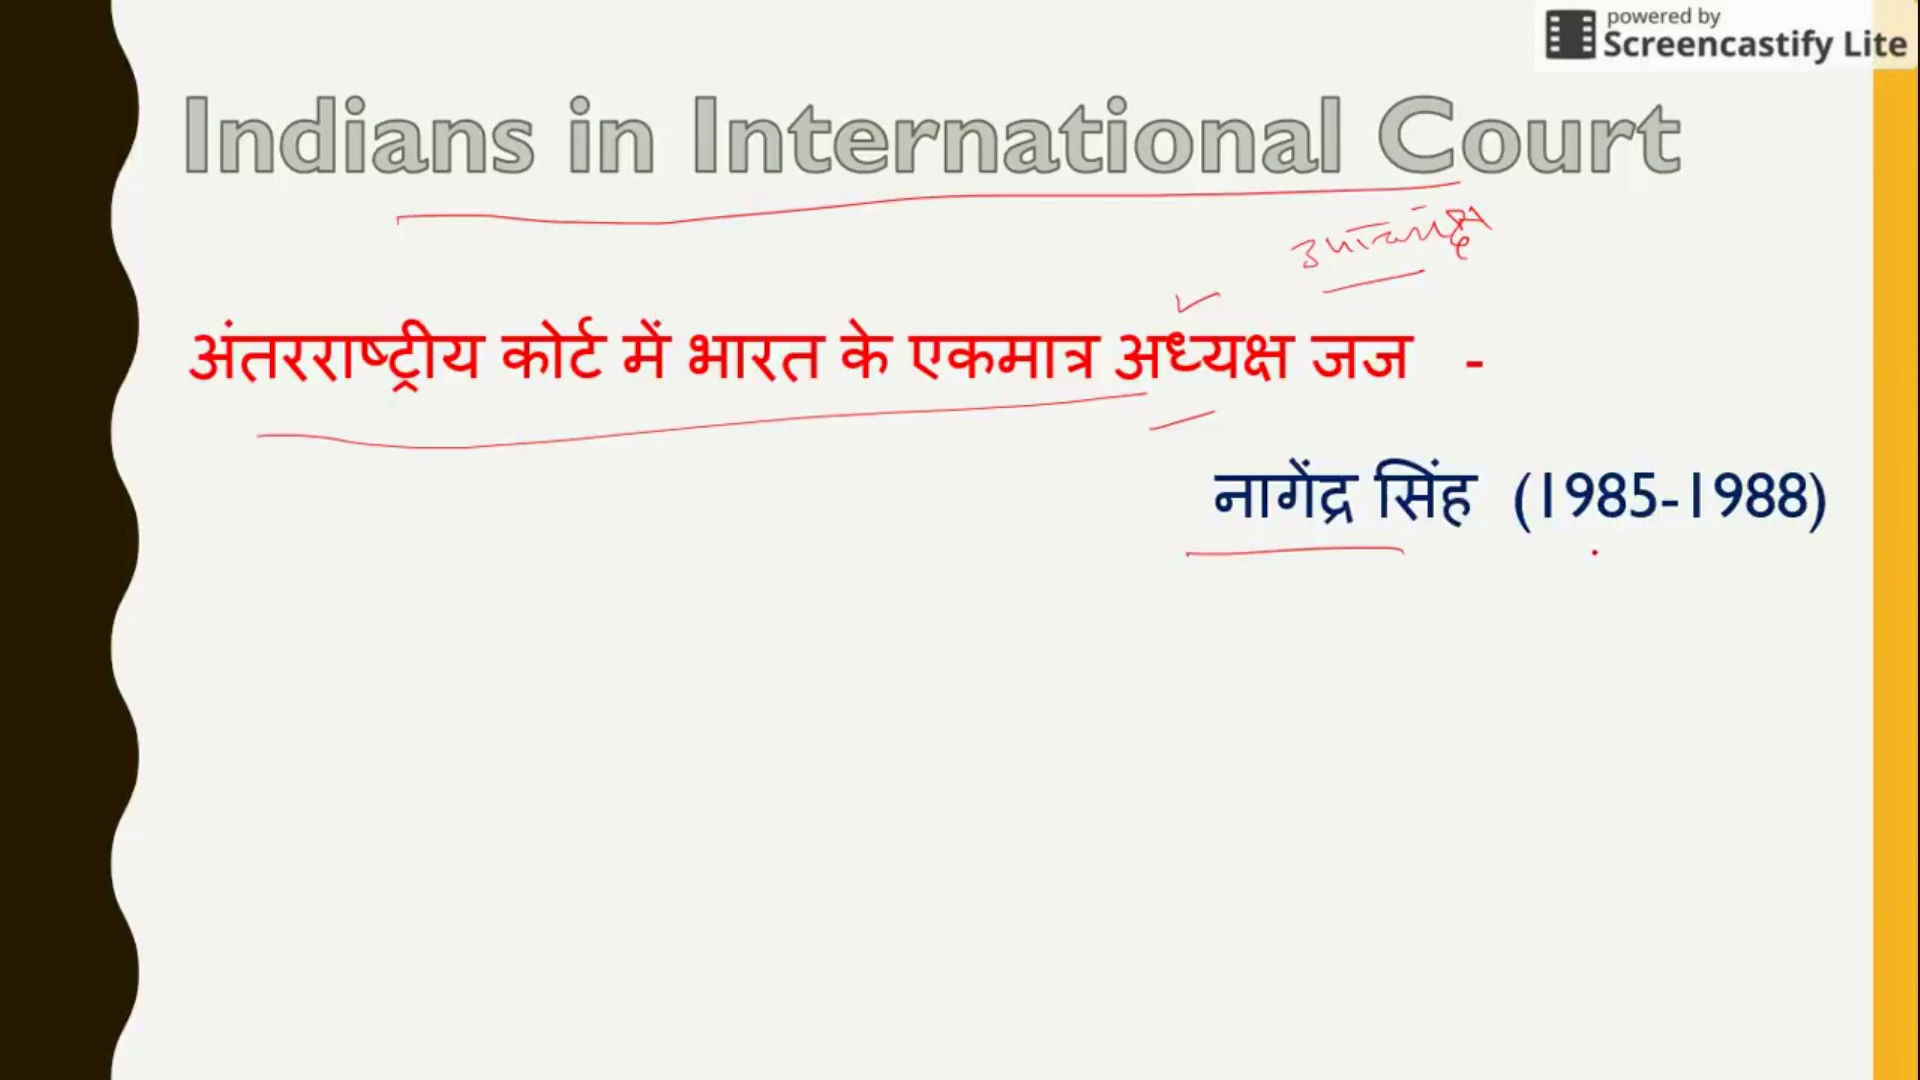 powered by
Screencastify Lite
Indians in International Court
अंतरराष्ट्रीय कोर्ट में भारत के एकमात्र अध्यक्ष जज -
नागेंद्र सिंह (1985-1988)